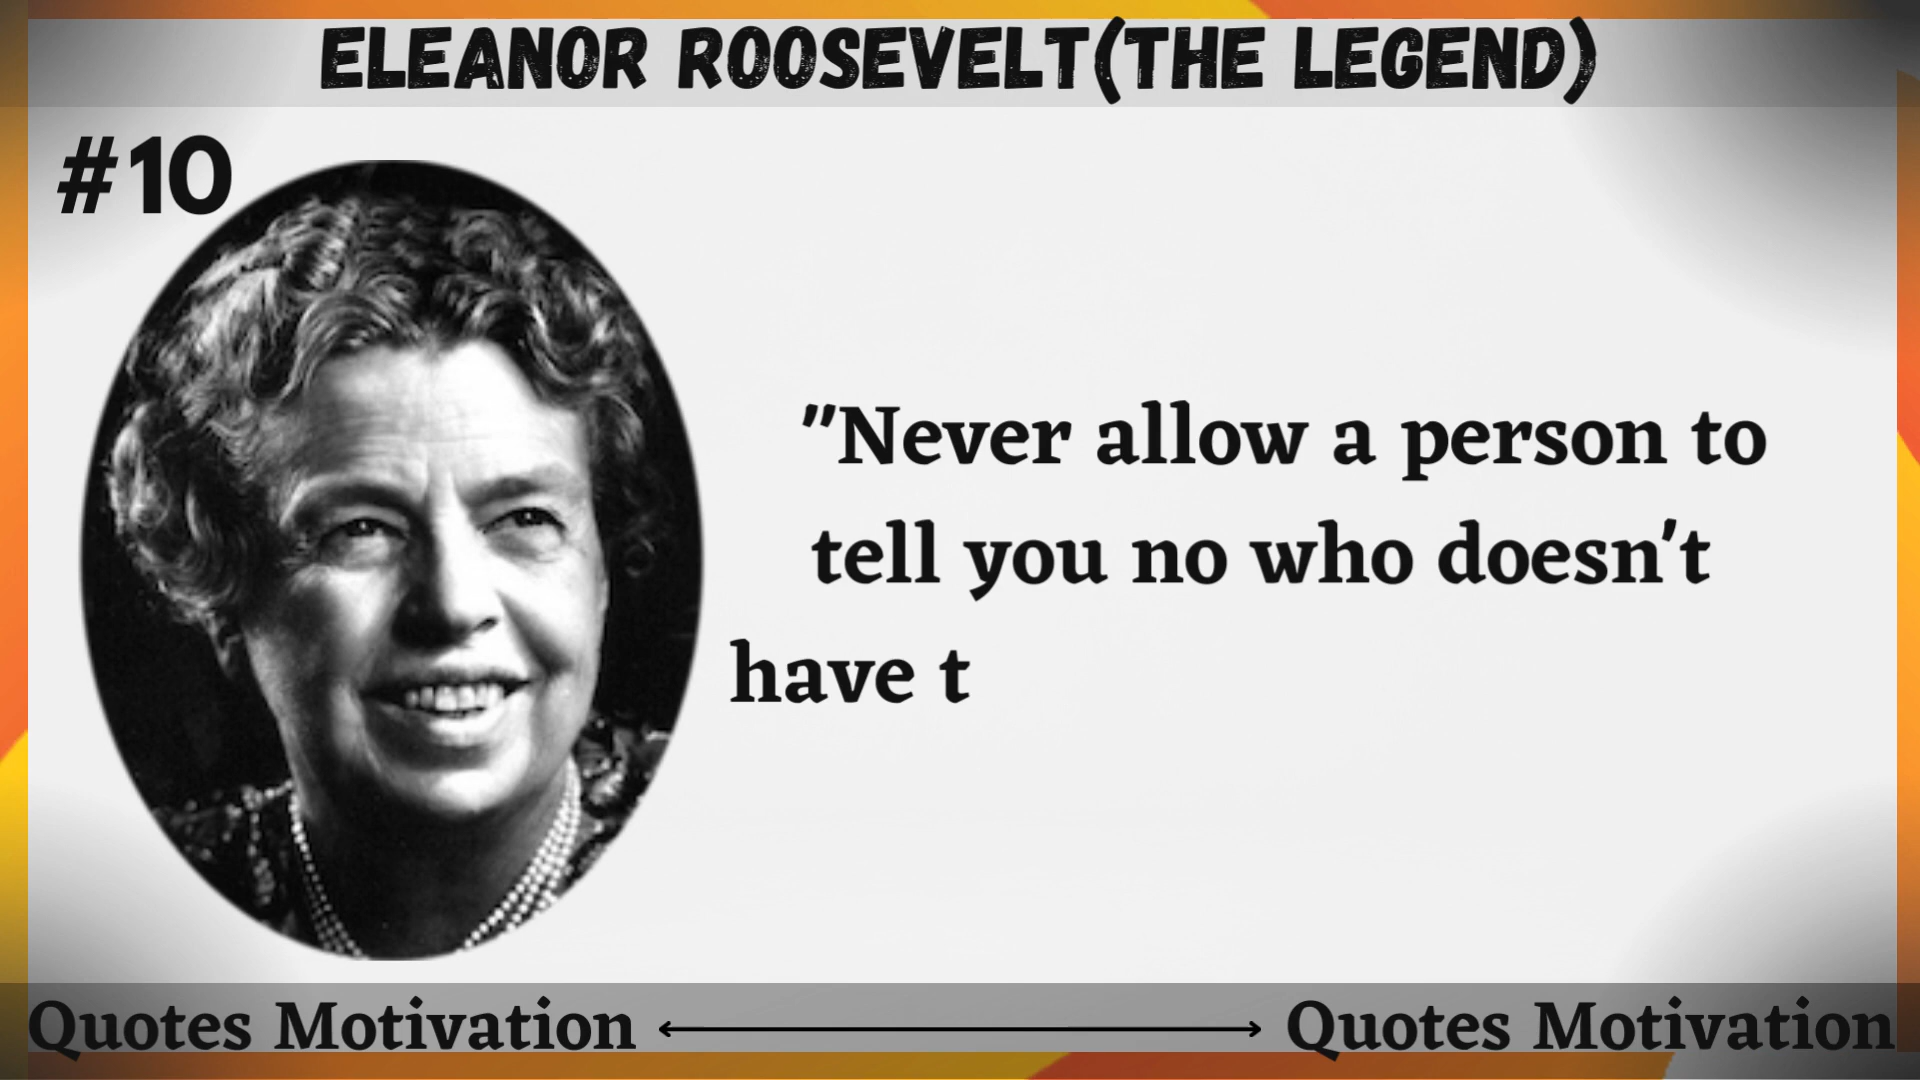 ELEANOR ROOSEVELT(THE LEGEND)
#10
"Never allow a person to
tell you no who doesn't
have t
Quotes Motivation
Quotes Motivation